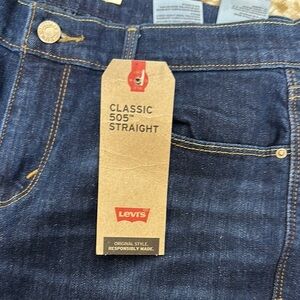 CLASSIC
505™
STRAIGHT
Levi's
ORIGINAL STYLE.
RESPONSIBLY MADE.